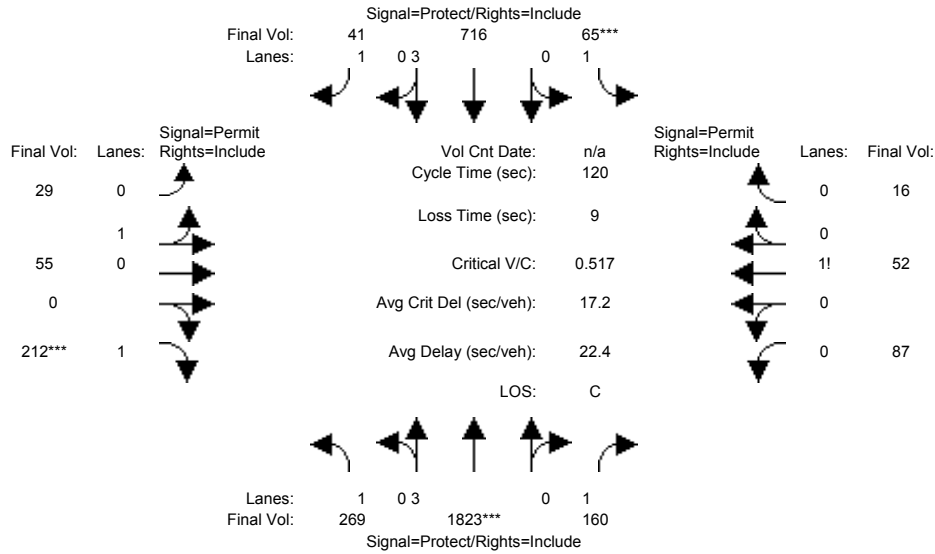 Signal=Protect/Rights=Include
Final Vol: 41 716 65***
Lanes: 1 0 3 0 1
Signal=Permit Signal=Permit
Final Vol: Lanes: Rights=Include Vol Cnt Date: n/a Rights=Include Lanes: Final Vol:
Cycle Time (sec): 120
29 0 0 16
Loss Time (sec): 9
1 0
55 0 Critical V/C: 0.517 1! 52
0 Avg Crit Del (sec/veh): 17.2 0
212*** 1 Avg Delay (sec/veh): 22.4 0 87
LOS: C
Lanes: 1 0 3 0 1
Final Vol: 269 1823*** 160
Signal=Protect/Rights=Include